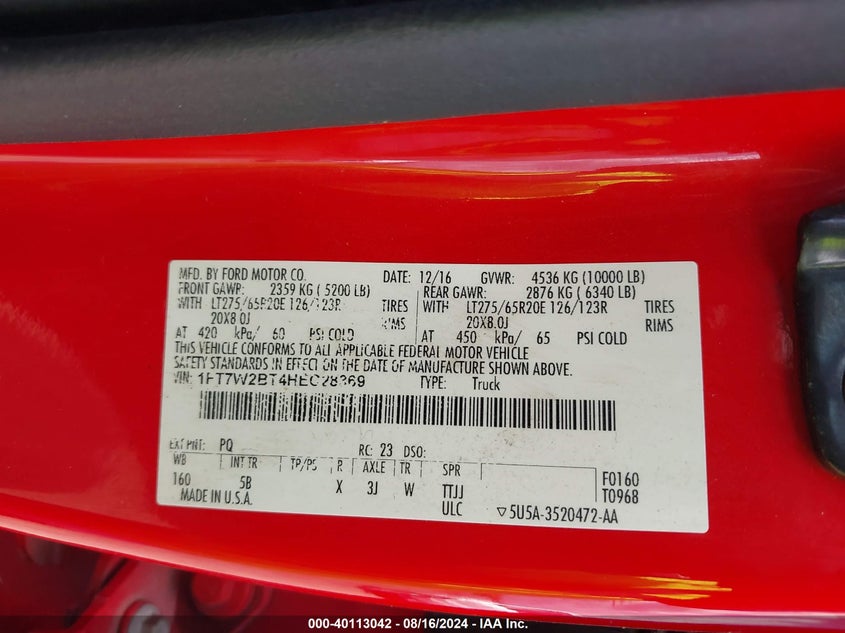 MFD. BY FORD MOTOR CO. DATE: 12/16 GVWR: 4536 KG (10000 LB)
FRONT GAWR: 2359 KG ( 5200 LB) REAR GAWR: 2876 KG ( 6340 LB)
WITH LT275/65R20E 126/123R TIRES WITH LT275/65R20E 126/123R TIRES
20X8.0J RIMS 20X8.0J RIMS
AT 420 kPa/ 60 PSI COLD AT 450 kPa/ 65 PSI COLD
THIS VEHICLE CONFORMS TO ALL APPLICABLE FEDERAL MOTOR VEHICLE
SAFETY STANDARDS IN EFFECT ON THE DATE OF MANUFACTURE SHOWN ABOVE.
VIN: 1FT7W2BT4HEC28369 TYPE: Truck
EXT PNT: PQ RC: 23 DSO:
WB INT TR TP/PS R AXLE TR SPR F0160
160 5B X 3J W TTJJ T0968
MADE IN U.S.A. ULC ▽5U5A-3520472-AA
000-40113042 - 08/16/2024 - IAA Inc.